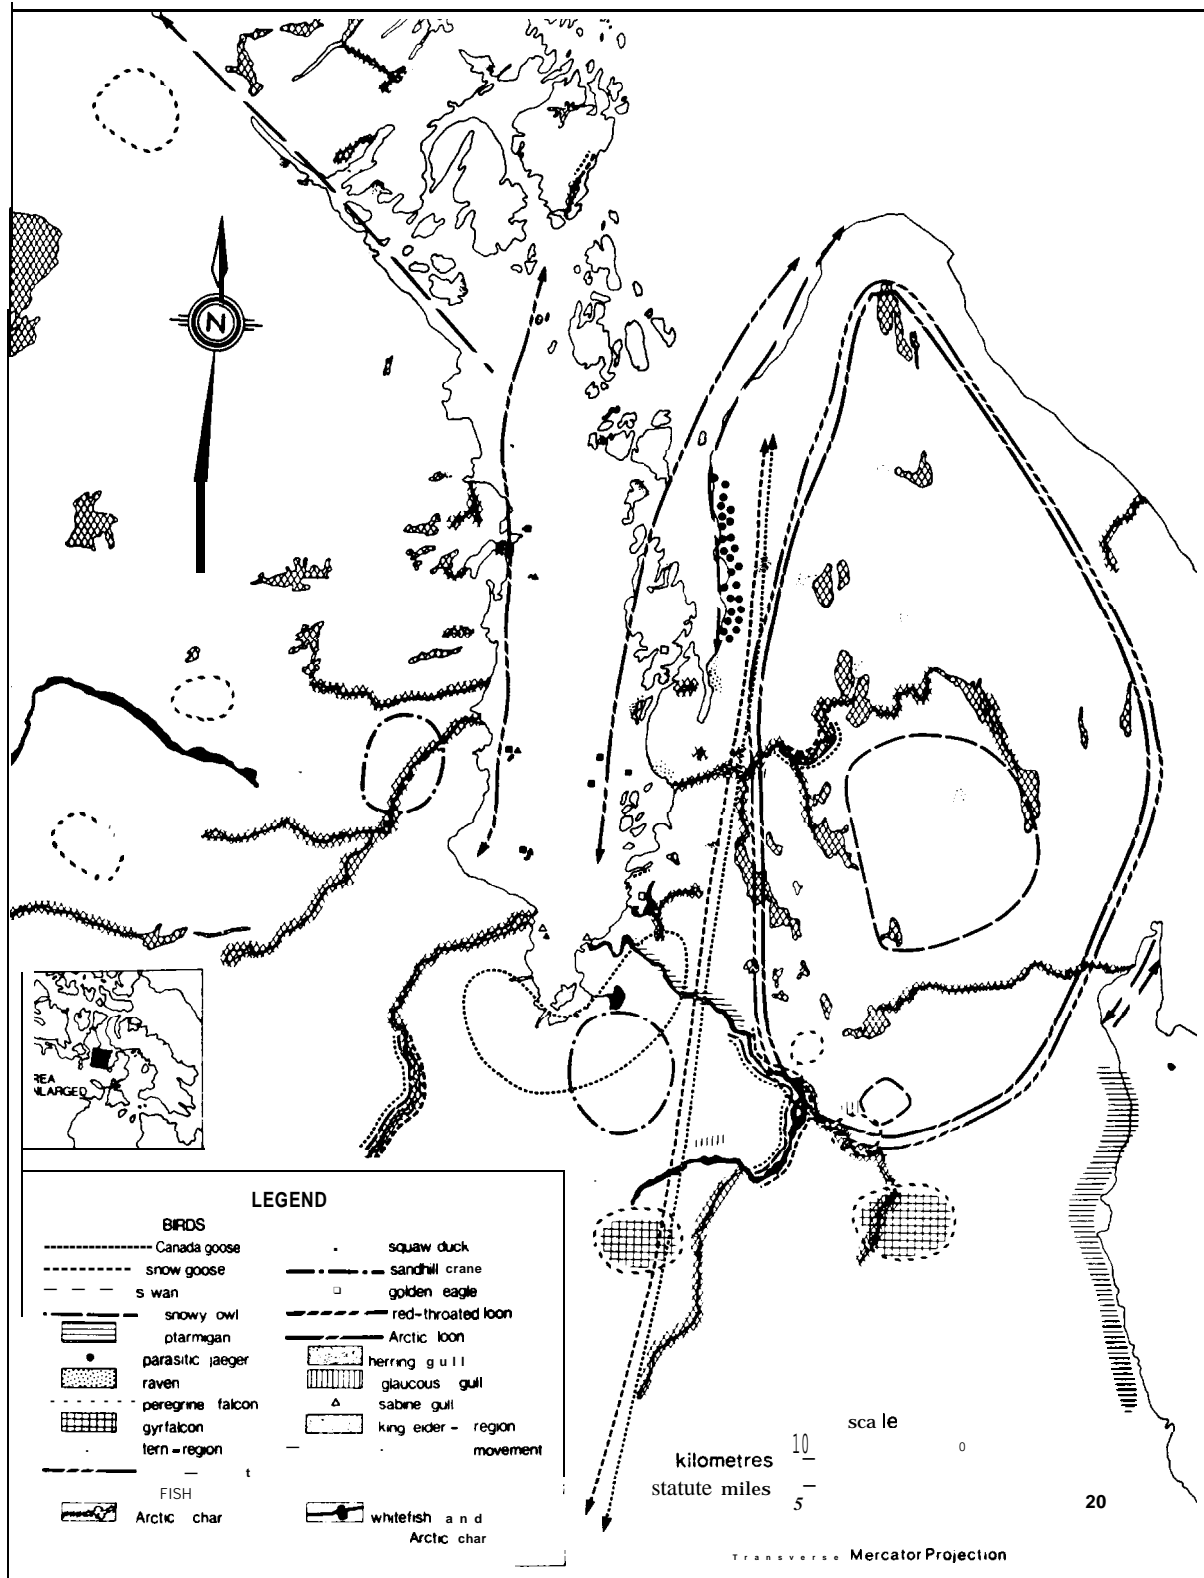 N
REA
NLARGED
LEGEND
BIRDS
Canada goose
snow goose
s wan
snowy owl
ptarmigan
parasitic jaeger
raven
peregrine falcon
gyrfalcon
tern – region
t
squaw duck
sandhill crane
golden eagle
red-throated loon
Arctic loon
herring gull
glaucous gull
sabine gull
king eider – region
movement
FISH
Arctic char
whitefish and
Arctic char
scale
10 0
kilometres
statute miles
5 20
Transverse Mercator Projection